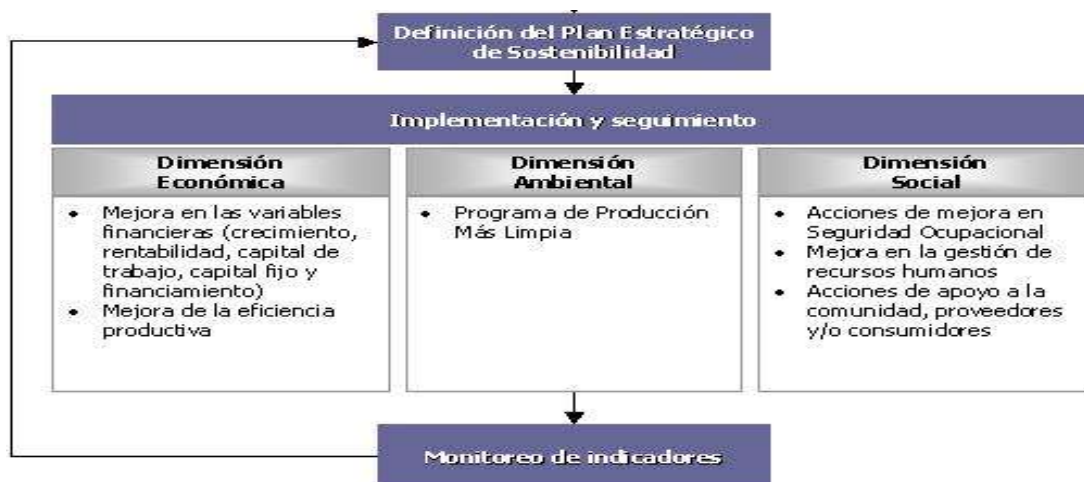 Definición del Plan Estratégico
de Sostenibilidad
Implementación y seguimiento
Dimensión
Económica
• Mejora en las variables
financieras (crecimiento,
rentabilidad, capital de
trabajo, capital fijo y
financiamiento)
• Mejora de la eficiencia
productiva
Dimensión
Ambiental
• Programa de Producción
Más Limpia
Dimensión
Social
• Acciones de mejora en
Seguridad Ocupacional
• Mejora en la gestión de
recursos humanos
• Acciones de apoyo a la
comunidad, proveedores
y/o consumidores
Monitoreo de indicadores